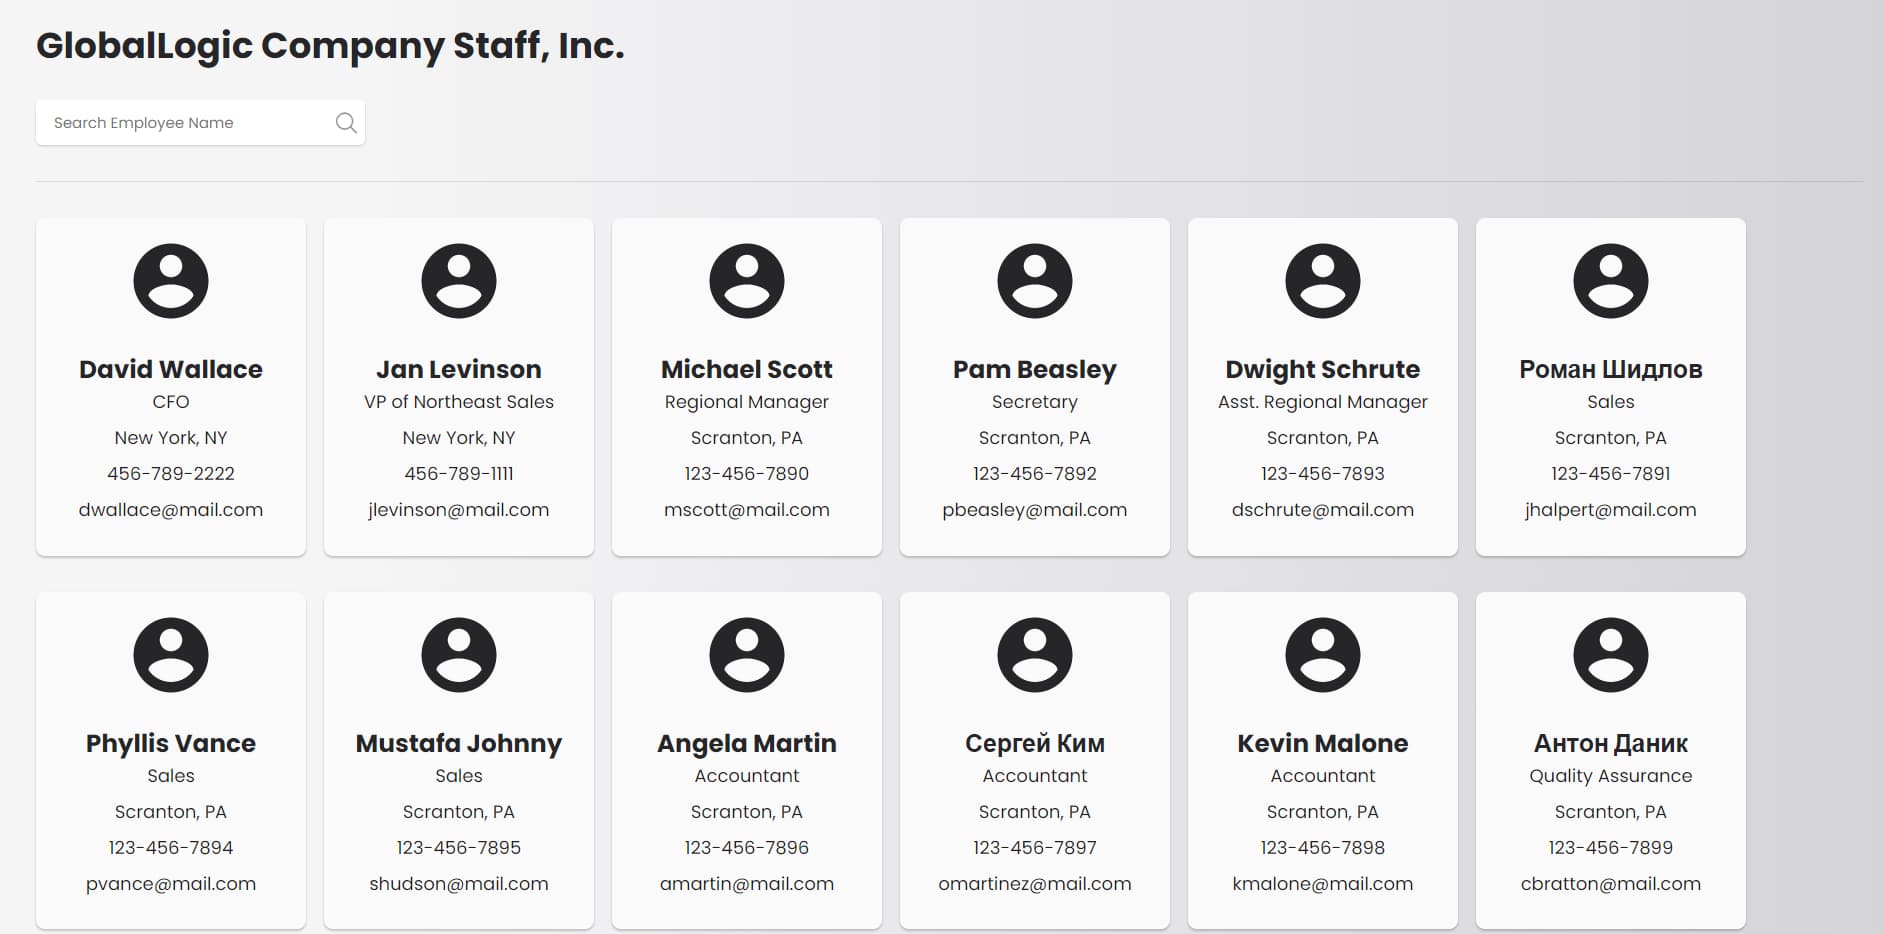 GlobalLogic Company Staff, Inc.
Search Employee Name
David Wallace
CFO
New York, NY
456-789-2222
dwallace@mail.com
Jan Levinson
VP of Northeast Sales
New York, NY
456-789-1111
jlevinson@mail.com
Michael Scott
Regional Manager
Scranton, PA
123-456-7890
mscott@mail.com
Pam Beasley
Secretary
Scranton, PA
123-456-7892
pbeasley@mail.com
Dwight Schrute
Asst. Regional Manager
Scranton, PA
123-456-7893
dschrute@mail.com
Роман Шидлов
Sales
Scranton, PA
123-456-7891
jhalpert@mail.com
Phyllis Vance
Sales
Scranton, PA
123-456-7894
pvance@mail.com
Mustafa Johnny
Sales
Scranton, PA
123-456-7895
shudson@mail.com
Angela Martin
Accountant
Scranton, PA
123-456-7896
amartin@mail.com
Сергей Ким
Accountant
Scranton, PA
123-456-7897
omartinez@mail.com
Kevin Malone
Accountant
Scranton, PA
123-456-7898
kmalone@mail.com
Антон Даник
Quality Assurance
Scranton, PA
123-456-7899
cbratton@mail.com